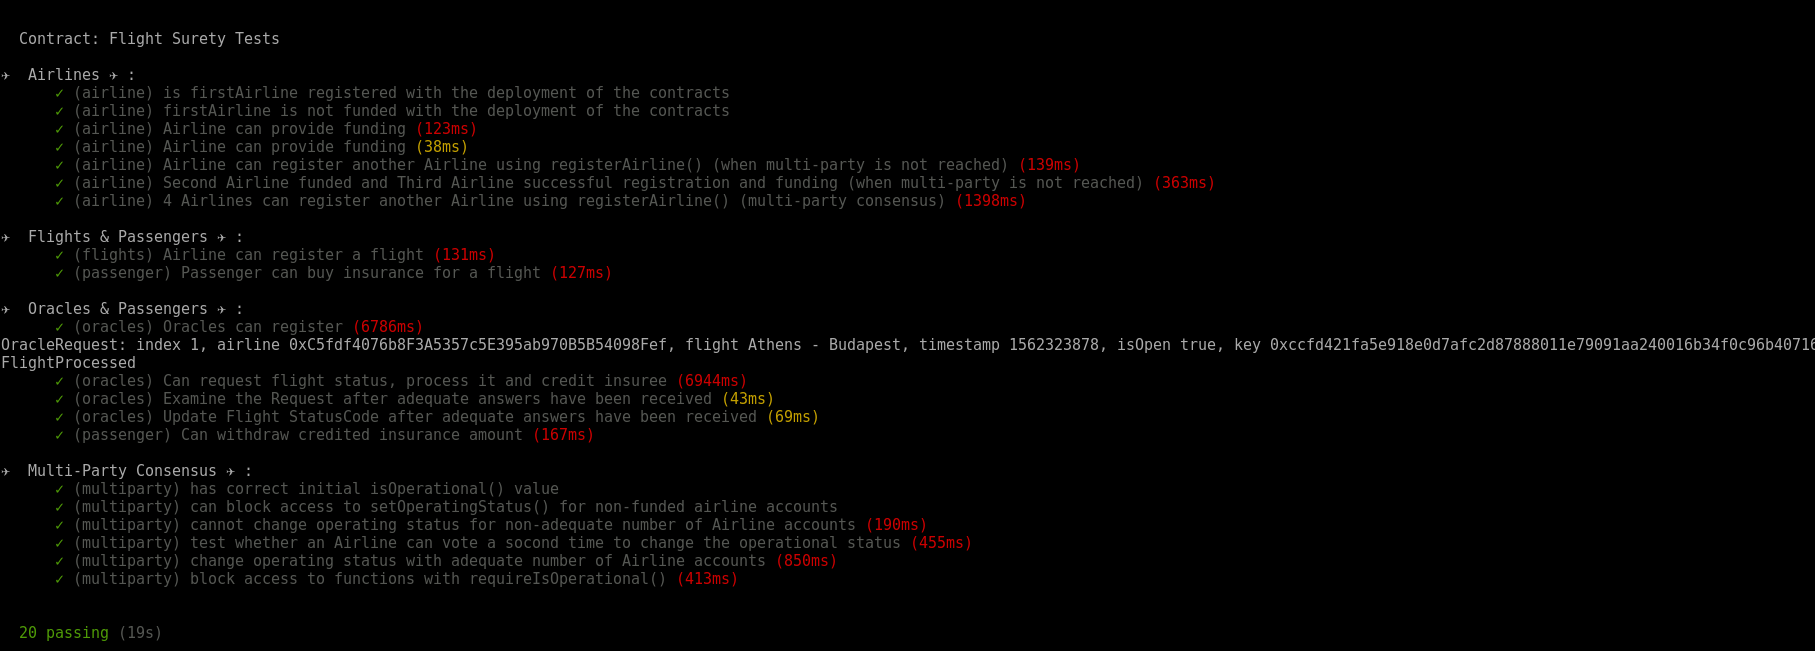 Contract: Flight Surety Tests
✈ Airlines ✈ :
✓ (airline) is firstAirline registered with the deployment of the contracts
✓ (airline) firstAirline is not funded with the deployment of the contracts
✓ (airline) Airline can provide funding (123ms)
✓ (airline) Airline can provide funding (38ms)
✓ (airline) Airline can register another Airline using registerAirline() (when multi-party is not reached) (139ms)
✓ (airline) Second Airline funded and Third Airline successful registration and funding (when multi-party is not reached) (363ms)
✓ (airline) 4 Airlines can register another Airline using registerAirline() (multi-party consensus) (1398ms)
✈ Flights & Passengers ✈ :
✓ (flights) Airline can register a flight (131ms)
✓ (passenger) Passenger can buy insurance for a flight (127ms)
✈ Oracles & Passengers ✈ :
✓ (oracles) Oracles can register (6786ms)
OracleRequest: index 1, airline 0xC5fdf4076b8F3A5357c5E395ab970B5B54098Fef, flight Athens - Budapest, timestamp 1562323878, isOpen true, key 0xccfd421fa5e918e0d7afc2d87888011e79091aa240016b34f0c96b40716
FlightProcessed
✓ (oracles) Can request flight status, process it and credit insuree (6944ms)
✓ (oracles) Examine the Request after adequate answers have been received (43ms)
✓ (oracles) Update Flight StatusCode after adequate answers have been received (69ms)
✓ (passenger) Can withdraw credited insurance amount (167ms)
✈ Multi-Party Consensus ✈ :
✓ (multiparty) has correct initial isOperational() value
✓ (multiparty) can block access to setOperatingStatus() for non-funded airline accounts
✓ (multiparty) cannot change operating status for non-adequate number of Airline accounts (190ms)
✓ (multiparty) test whether an Airline can vote a socond time to change the operational status (455ms)
✓ (multiparty) change operating status with adequate number of Airline accounts (850ms)
✓ (multiparty) block access to functions with requireIsOperational() (413ms)
20 passing (19s)